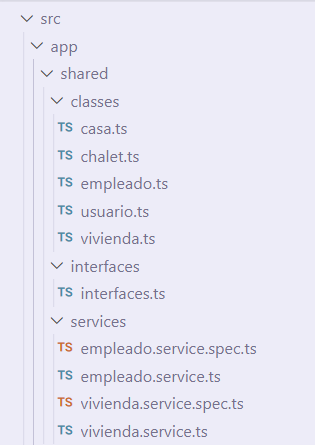 src
app
shared
classes
TS casa.ts
TS chalet.ts
TS empleado.ts
TS usuario.ts
TS vivienda.ts
interfaces
TS interfaces.ts
services
TS empleado.service.spec.ts
TS empleado.service.ts
TS vivienda.service.spec.ts
TS vivienda.service.ts